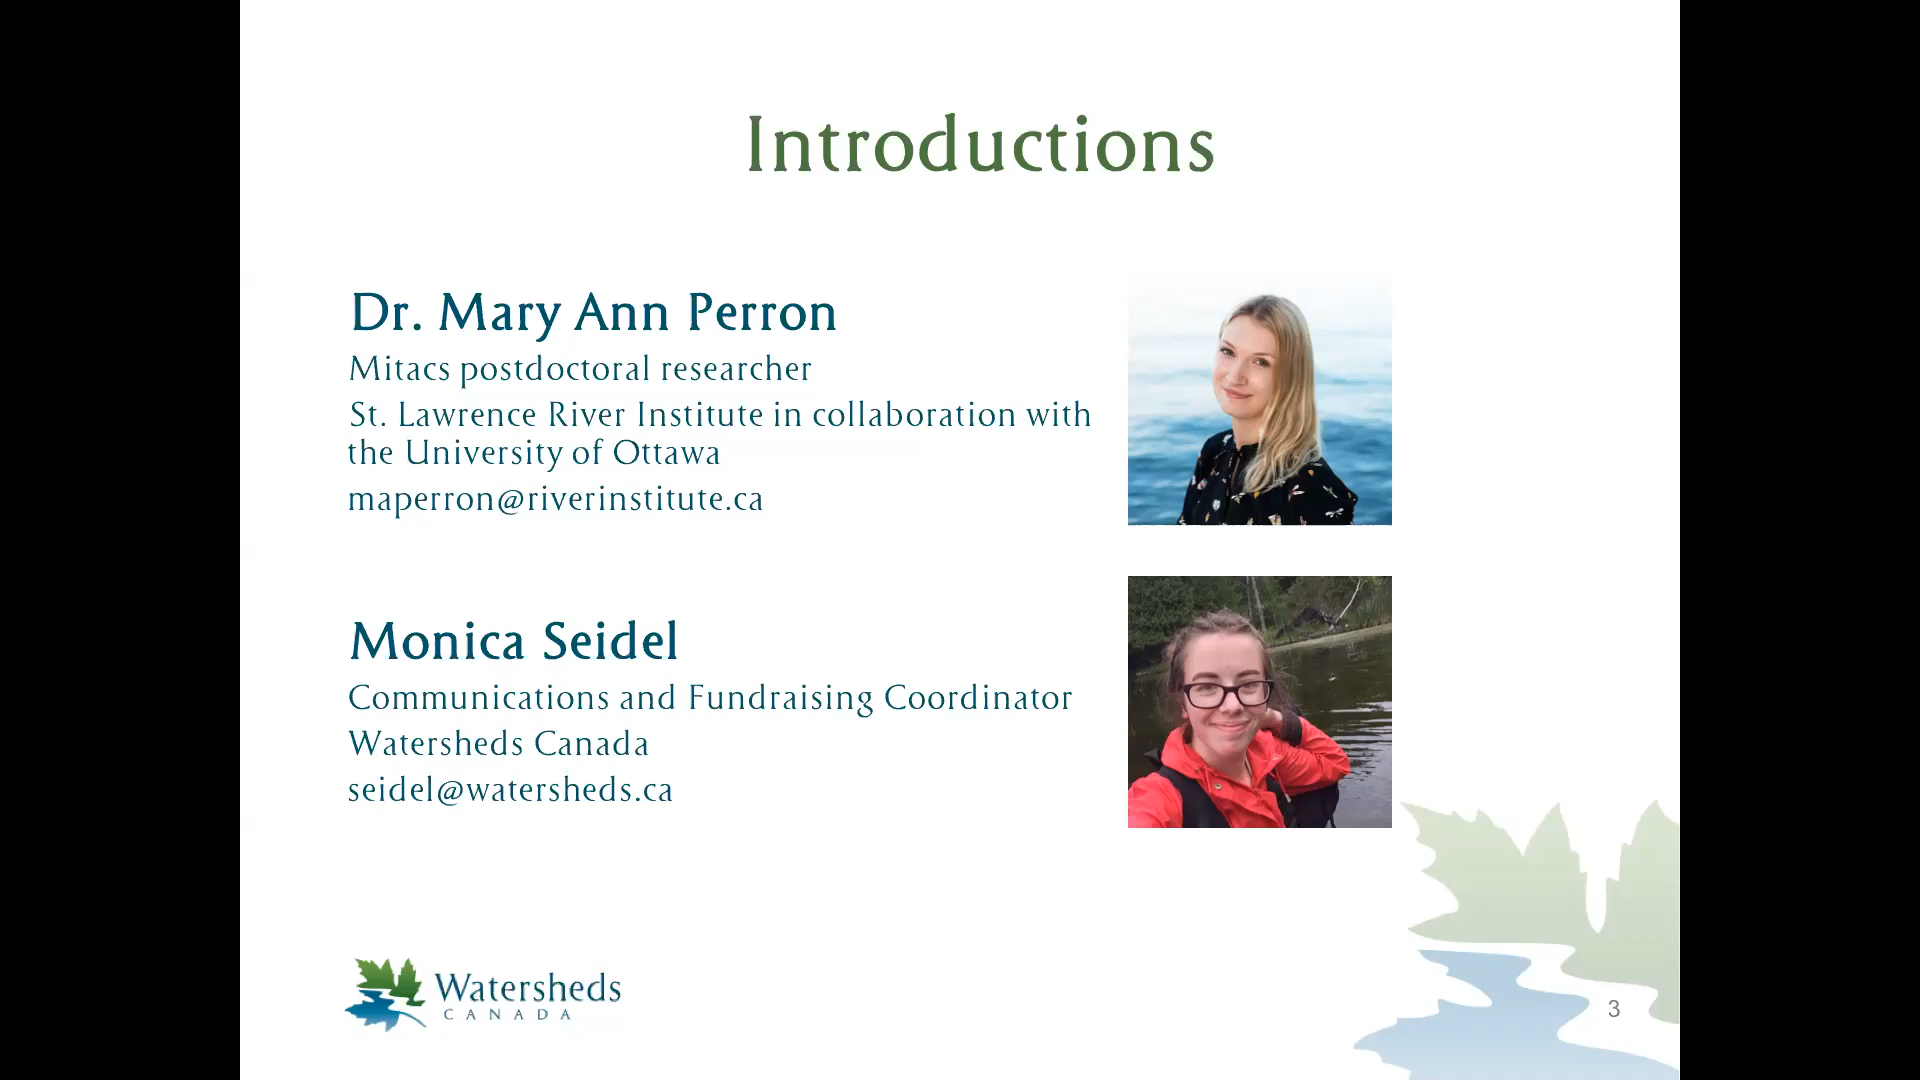 Introductions
Dr. Mary Ann Perron
Mitacs postdoctoral researcher
St. Lawrence River Institute in collaboration with
the University of Ottawa
maperron@riverinstitute.ca
Monica Seidel
Communications and Fundraising Coordinator
Watersheds Canada
seidel@watersheds.ca
Watersheds
CANADA
3